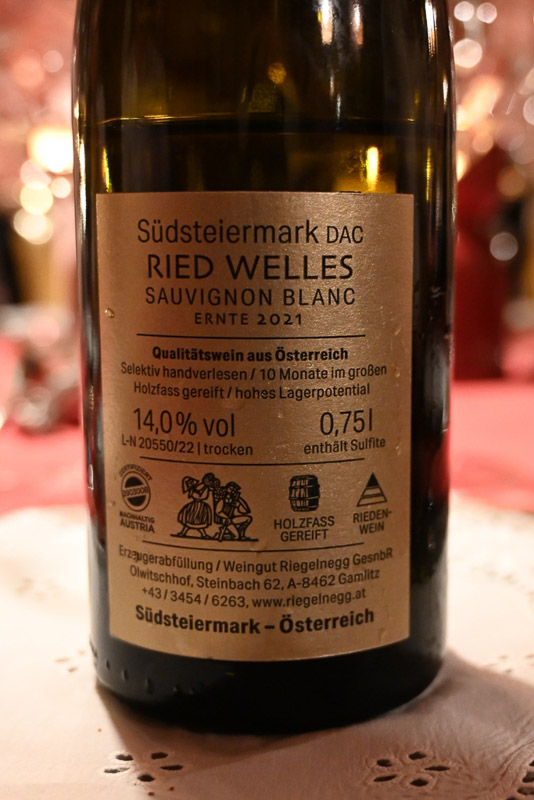 Südsteiermark DAC
RIED WELLES
SAUVIGNON BLANC
ERNTE 2021
Qualitätswein aus Österreich
Selektiv handverlesen / 10 Monate im großen
Holzfass gereift / hohes Lagerpotential
14,0% vol 0,75 l
L-N 20550/22 | trocken enthält Sulfite
ZERTIFIZIERT
NACHHALTIG
AUSTRIA
HOLZFASS
GEREIFT
RIEDEN-
WEIN
Erzeugerabfüllung / Weingut Riegelnegg GesnbR
Olwitschhof, Steinbach 62, A-8462 Gamlitz
+43 / 3454 / 6263, www.riegelnegg.at
Südsteiermark – Österreich